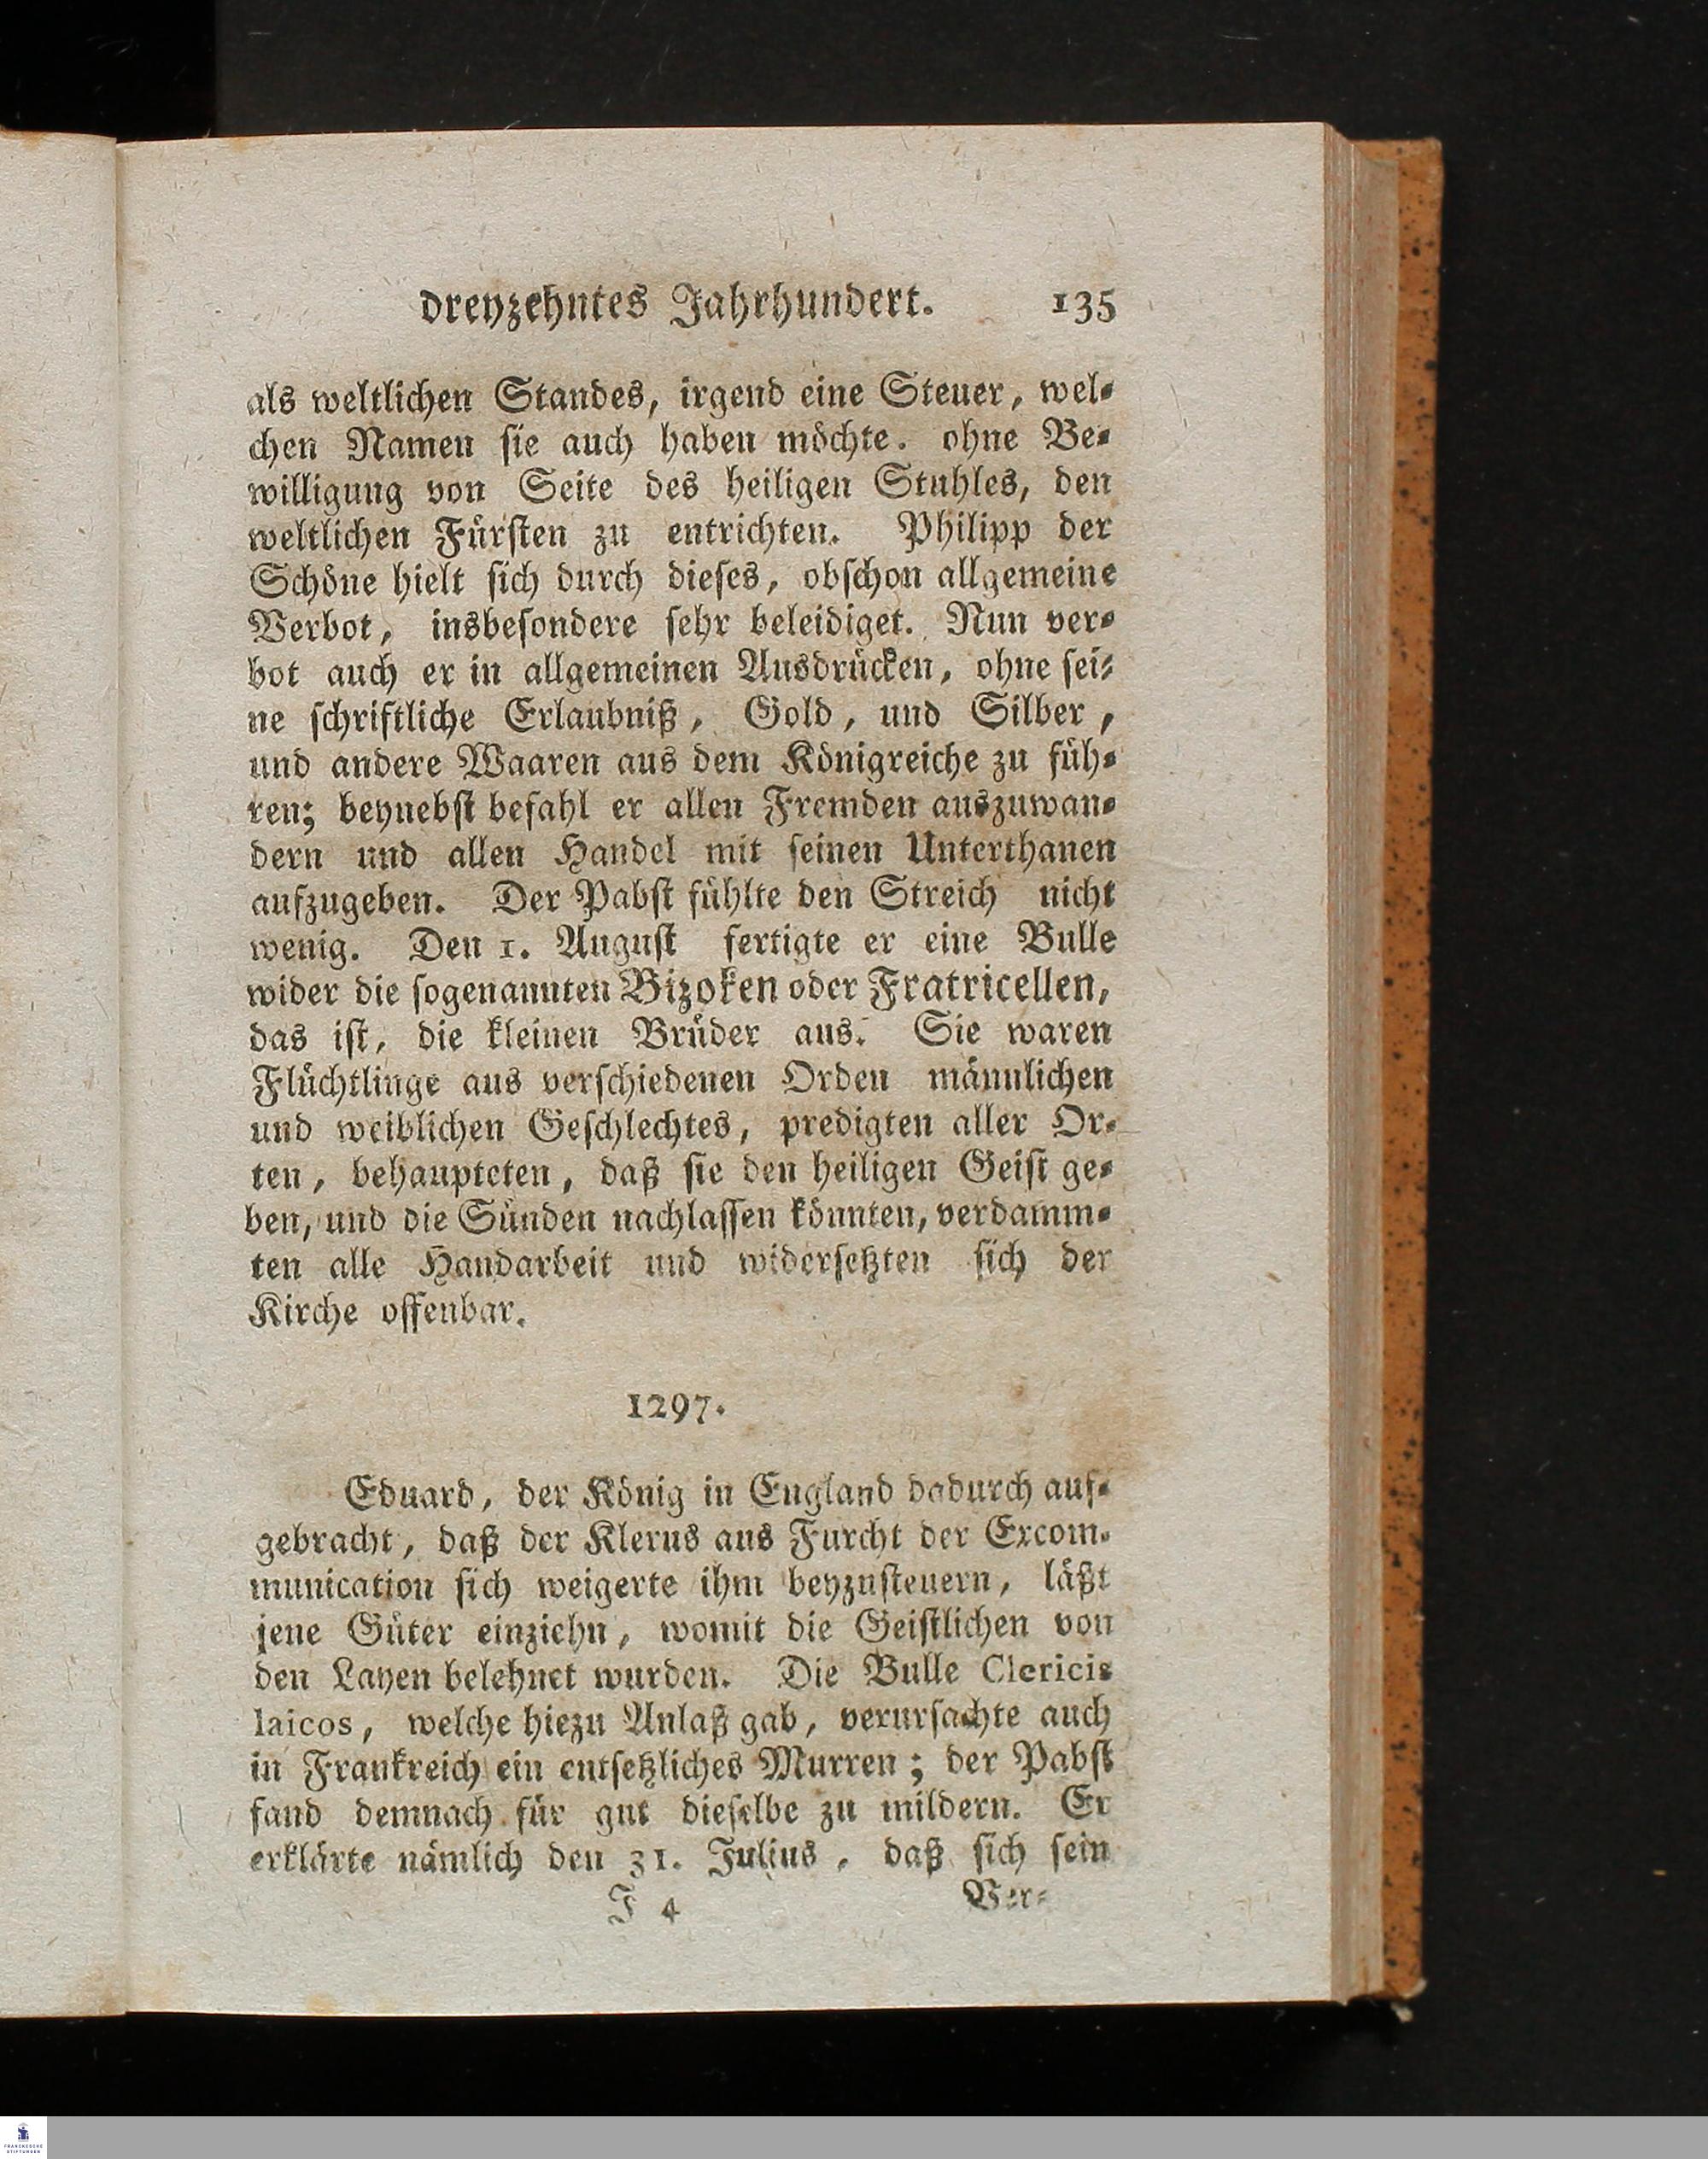 dreyzehntes Jahrhundert. 135
als weltlichen Standes, irgend eine Steuer, wel-
chen Namen sie auch haben möchte. ohne Be-
willigung von Seite des heiligen Stuhles, den
weltlichen Fürsten zu entrichten. Philipp der
Schöne hielt sich durch dieses, obschon allgemeine
Verbot, insbesondere sehr beleidiget. Nun ver-
bot auch er in allgemeinen Ausdrücken, ohne sei-
ne schriftliche Erlaubniß, Gold, und Silber,
und andere Waaren aus dem Königreiche zu füh-
ren; beynebst befahl er allen Fremden auszuwan-
dern und allen Handel mit seinen Unterthanen
aufzugeben. Der Pabst fühlte den Streich nicht
wenig. Den 1. August fertigte er eine Bulle
wider die sogenannten Bizoken oder Fratricellen,
das ist, die kleinen Brüder aus. Sie waren
Flüchtlinge aus verschiedenen Orden männlichen
und weiblichen Geschlechtes, predigten aller Or-
ten, behaupteten, daß sie den heiligen Geist ge-
ben, und die Sünden nachlassen könnten, verdamm-
ten alle Handarbeit und widersetzten sich der
Kirche offenbar.
1297.
Eduard, der König in England dadurch auf-
gebracht, daß der Klerus aus Furcht der Excom-
munication sich weigerte ihm beyzusteuern, läßt
jene Güter einziehn, womit die Geistlichen von
den Layen belehnet wurden. Die Bulle Clericis
laicos, welche hiezu Anlaß gab, verursachte auch
in Frankreich ein entsetzliches Murren; der Pabst
fand demnach für gut dieselbe zu mildern. Er
erklärte nämlich den 31. Julius, daß sich sein
J 4 Ver-
FRANCKESCHE
STIFTUNGEN